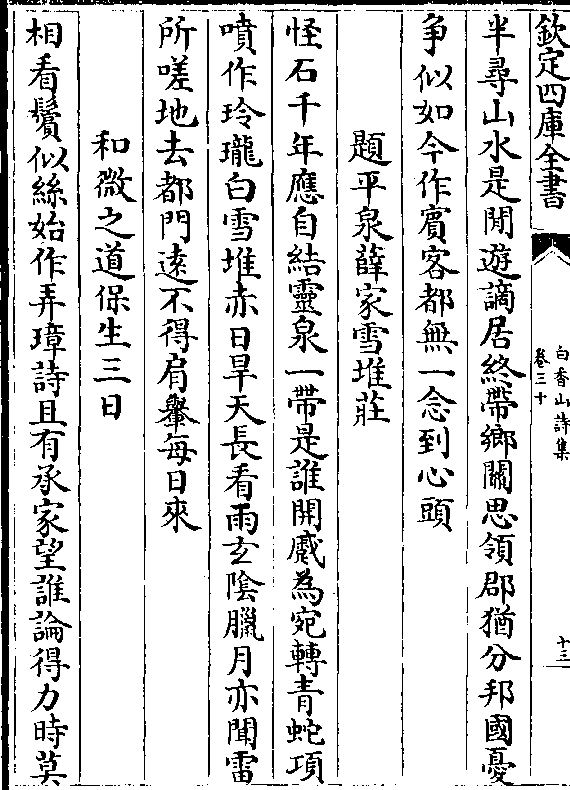 欽定四庫全書
白香山詩集
卷三十
十三
半尋山水是閒遊謫居終帶鄉關思領郡猶分邦國憂
争似如今作賓客都無一念到心頭
題平泉薛家雪堆莊
怪石千年應自結靈泉一帶是誰開蹙為宛轉青蛇項
噴作玲瓏白雪堆赤日旱天長看雨玄陰臘月亦聞雷
所嗟地去都門逺不得肩舉每日來
和微之道保生三日
相看鬢似絲始作弄璋詩且有承家望誰論得力時莫